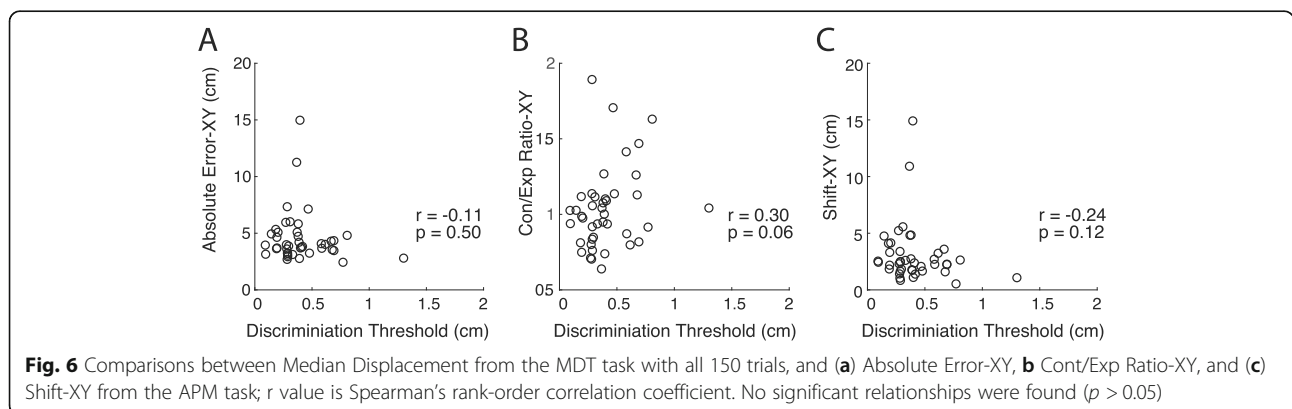 A
B
C
20
15
10
5
0
Absolute Error-XY (cm)
r = -0.11
p = 0.50
0 0.5 1 1.5 2
Discriminiation Threshold (cm)
2
1.5
1
05
Con/Exp Ratio-XY
r = 0.30
p = 0.06
0 0.5 1 1.5 2
Discriminiation Threshold (cm)
20
15
10
5
0
Shift-XY (cm)
r = -0.24
p = 0.12
0 0.5 1 1.5 2
Discriminiation Threshold (cm)
Fig. 6 Comparisons between Median Displacement from the MDT task with all 150 trials, and (a) Absolute Error-XY, b Cont/Exp Ratio-XY, and (c)
Shift-XY from the APM task; r value is Spearman's rank-order correlation coefficient. No significant relationships were found (p > 0.05)